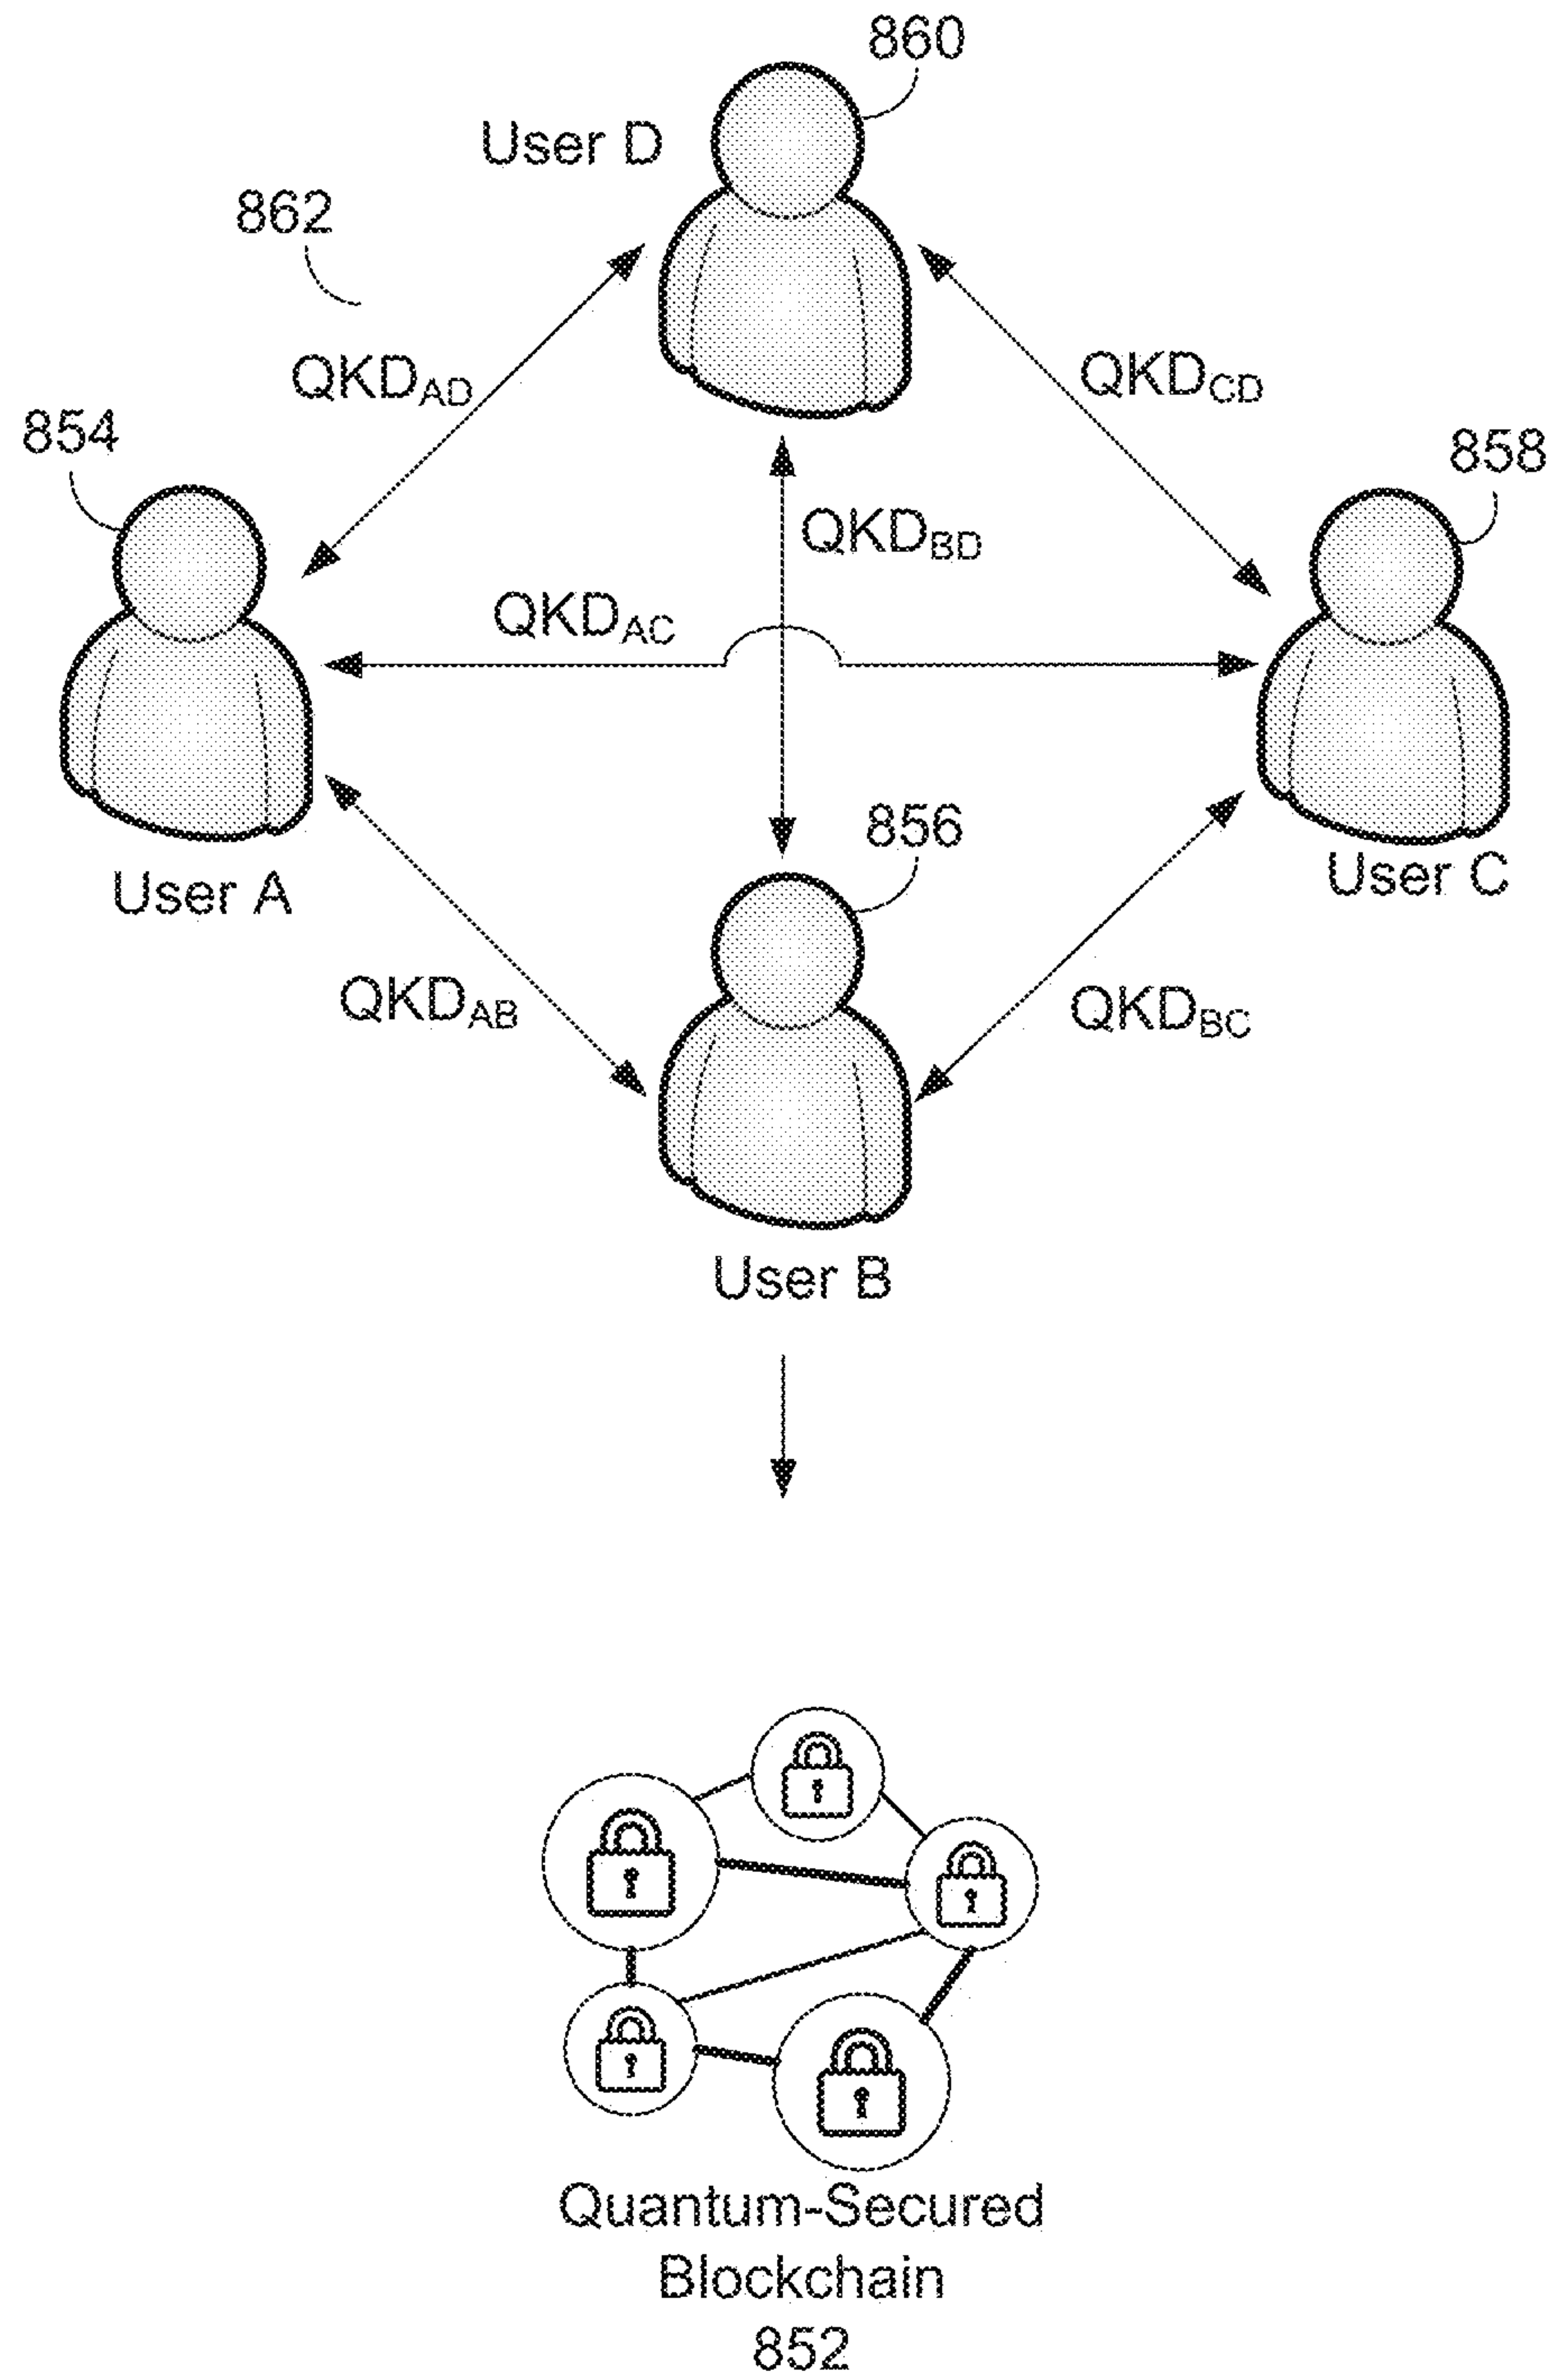 860
User D
862
QKDAD
QKDCD
854
858
QKDBD
QKDAC
856
User A
User C
QKDAB
QKDBC
User B
Quantum-Secured
Blockchain
852